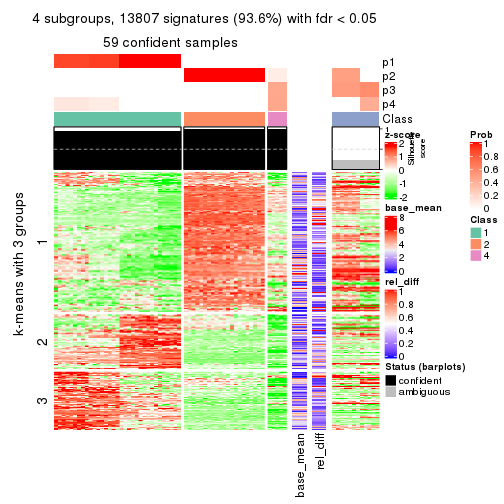 4 subgroups, 13807 signatures (93.6%) with fdr < 0.05
59 confident samples
p1
p2
p3
p4
Class
1
Silhouette
score
z-score
2
1
0
-1
-2
base_mean
8
6
4
2
0
rel_diff
1
0.8
0.6
0.4
0.2
0
Status (barplots)
confident
ambiguous
Prob
1
0.8
0.6
0.4
0.2
0
Class
1
2
4
k-means with 3 groups
1
2
3
base_mean
rel_diff